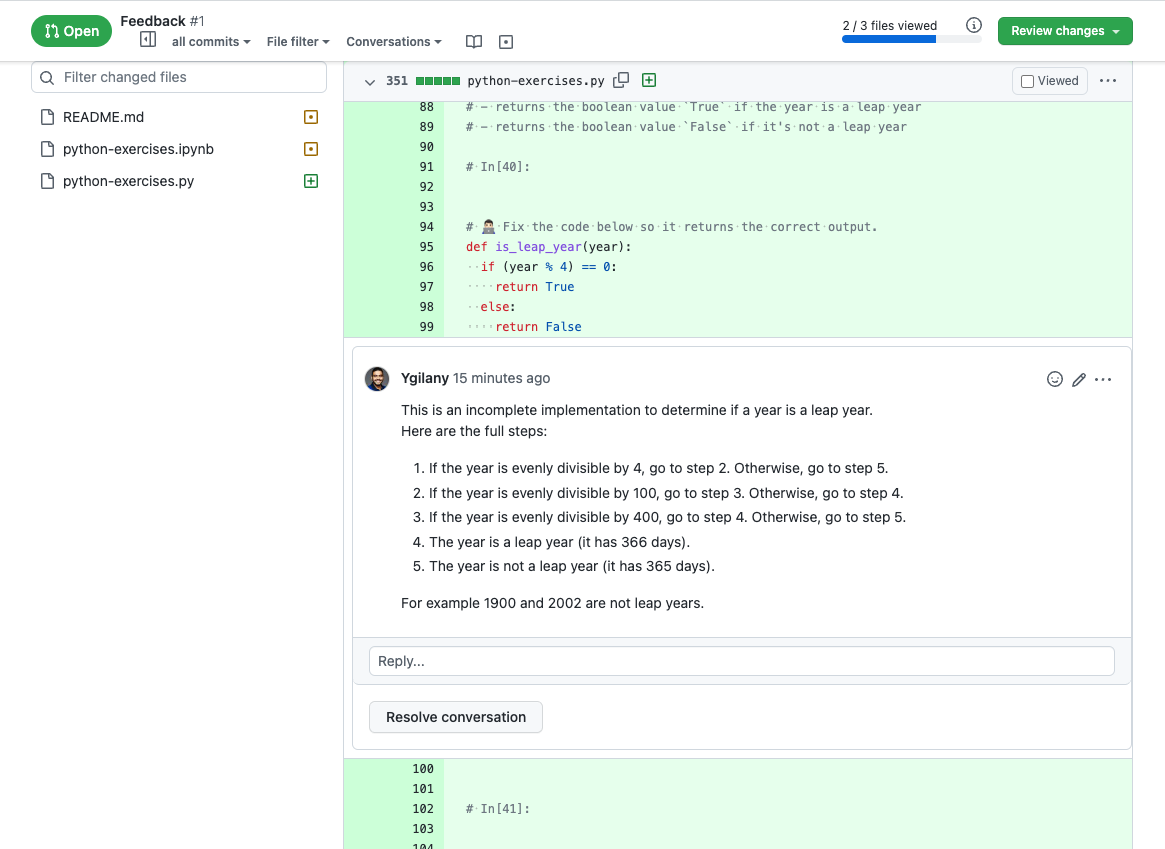 Open
Feedback #1
all commits
File filter
Conversations
2 / 3 files viewed
Review changes
Filter changed files
README.md
python-exercises.ipynb
python-exercises.py
351 python-exercises.py
Viewed
88 # - returns the boolean value `True` if the year is a leap year
89 # - returns the boolean value `False` if it's not a leap year
90
91 # In[40]:
92
93
94 # 👨🏻‍💻 Fix the code below so it returns the correct output.
95 def is_leap_year(year):
96 if (year % 4) == 0:
97 return True
98 else:
99 return False
Ygilany 15 minutes ago
This is an incomplete implementation to determine if a year is a leap year.
Here are the full steps:
1. If the year is evenly divisible by 4, go to step 2. Otherwise, go to step 5.
2. If the year is evenly divisible by 100, go to step 3. Otherwise, go to step 4.
3. If the year is evenly divisible by 400, go to step 4. Otherwise, go to step 5.
4. The year is a leap year (it has 366 days).
5. The year is not a leap year (it has 365 days).
For example 1900 and 2002 are not leap years.
Reply...
Resolve conversation
100
101
102 # In[41]:
103
104